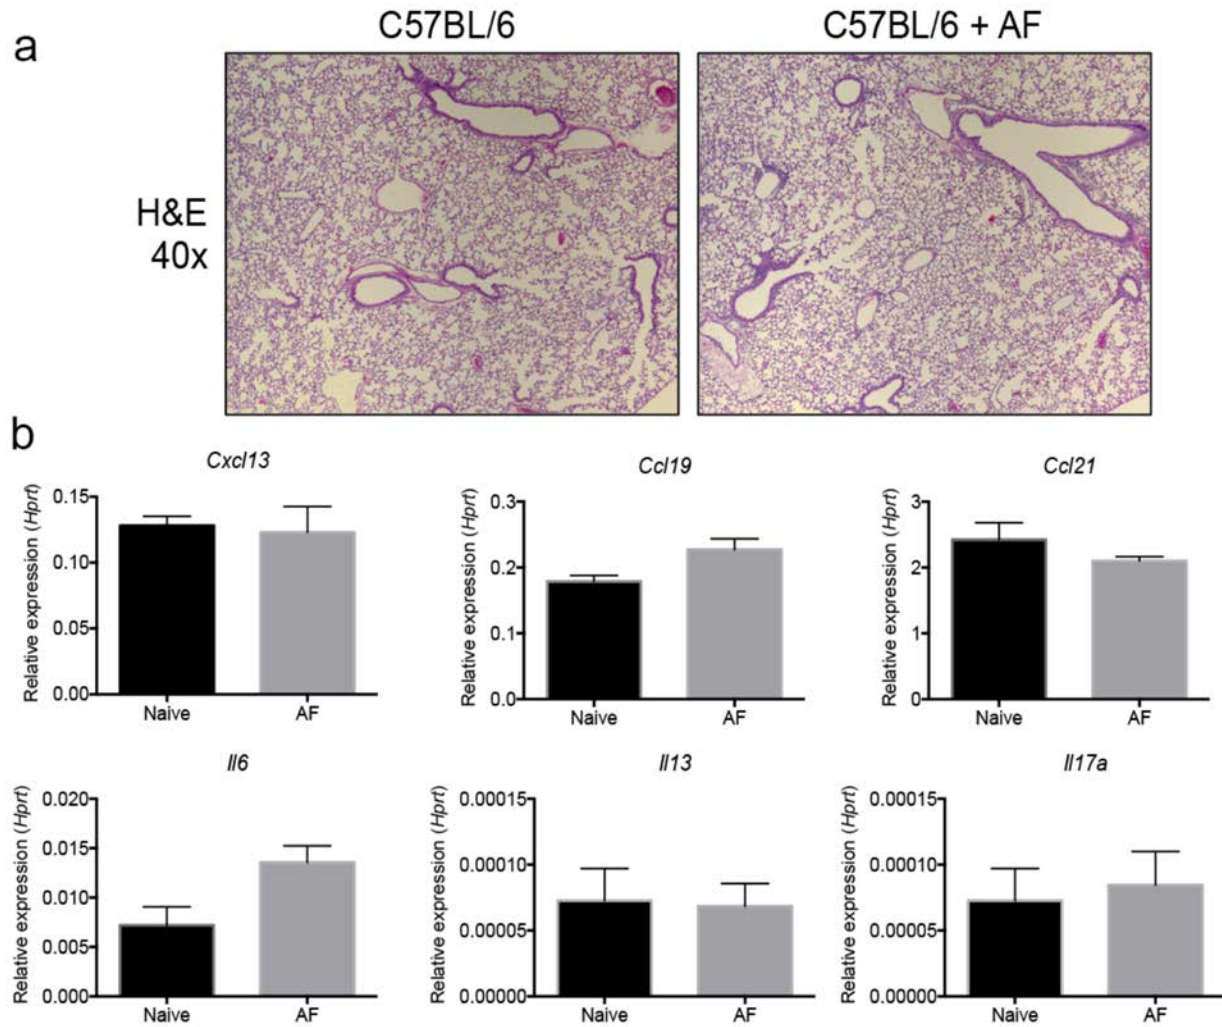 a
C57BL/6
C57BL/6 + AF
H&E
40x
b
Cxcl13
Relative expression (Hprt)
0.15
0.10
0.05
0.00
Naive
AF
Ccl19
Relative expression (Hprt)
0.3
0.2
0.1
0.0
Naive
AF
Ccl21
Relative expression (Hprt)
3
2
1
0
Naive
AF
Il6
Relative expression (Hprt)
0.020
0.015
0.010
0.005
0.000
Naive
AF
Il13
Relative expression (Hprt)
0.00015
0.00010
0.00005
0.00000
Naive
AF
Il17a
Relative expression (Hprt)
0.00015
0.00010
0.00005
0.00000
Naive
AF